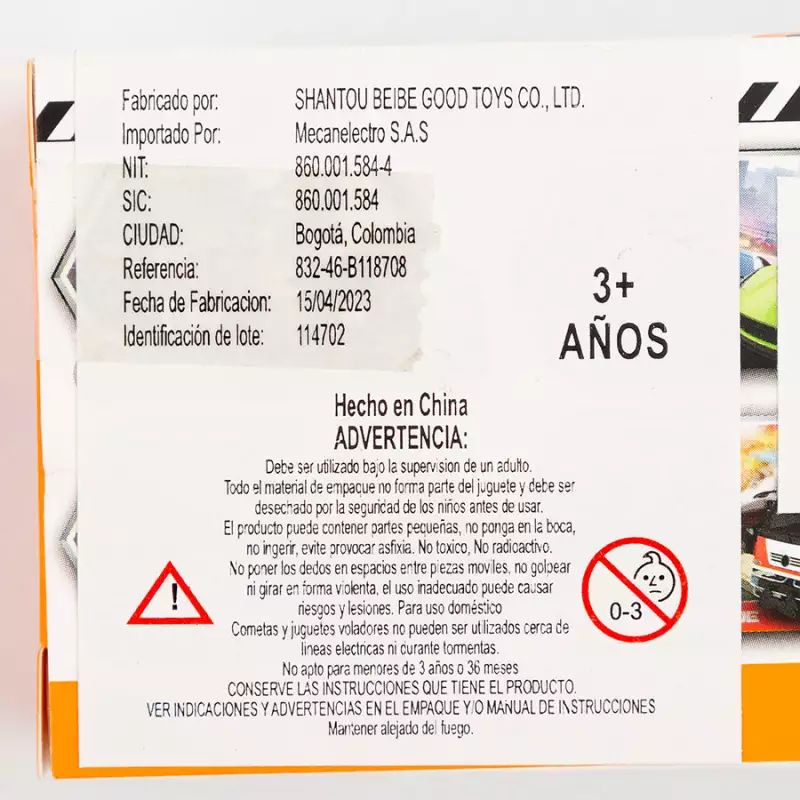 Fabricado por: SHANTOU BEIBE GOOD TOYS CO., LTD.
Importado Por: Mecanelectro S.A.S
NIT: 860.001.584-4
SIC: 860.001.584
CIUDAD: Bogotá, Colombia
Referencia: 832-46-B118708
Fecha de Fabricacion: 15/04/2023
Identificación de lote: 114702
3+
AÑOS
Hecho en China
ADVERTENCIA:
Debe ser utilizado bajo la supervision de un adulto.
Todo el material de empaque no forma parte del juguete y debe ser
desechado por la seguridad de los niños antes de usar.
El producto puede contener partes pequeñas, no ponga en la boca,
no ingerir, evite provocar asfixia. No Toxico, No Radioactivo.
No poner los dedos en espacios entre piezas moviles, no golpear
ni girar en forma violenta, el uso inadecuado puede causar
riesgos y lesiones. Para uso doméstico
Cometas y juguetes voladores no pueden ser utilizados cerca de
líneas electricas ni durante tormentas.
No apto para menores de 3 años o 36 meses
CONSERVE LAS INSTRUCCIONES QUE TIENE EL PRODUCTO.
VER INDICACIONES Y ADVERTENCIAS EN EL EMPAQUE Y/O MANUAL DE INSTRUCCIONES
Mantener alejado del fuego.
!
0-3